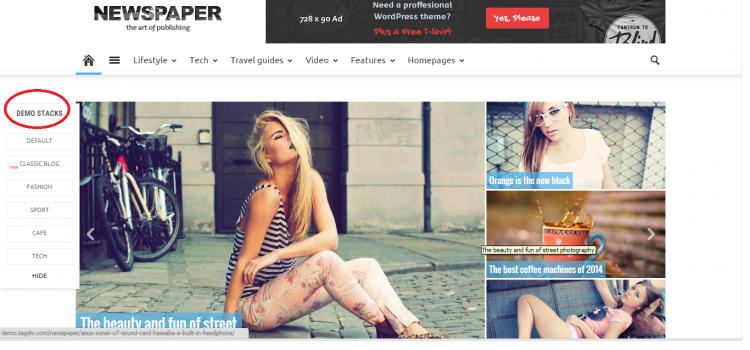 NEWSPAPER
the art of publishing
728 x 90 Ad
Need a proffesional
WordPress theme?
Plus a Free T-Shirt
Yes, Please
TANTRUM TO
Blind
Lifestyle
Tech
Travel guides
Video
Features
Homepages
DEMO STACKS
DEFAULT
new
CLASSIC BLOG
FASHION
SPORT
CAFE
TECH
HIDE
Orange is the new black
The beauty and fun of street photography
The best coffee machines of 2014
The beauty and fun of street
demo.tagdiv.com/newspaper/asus-xonar-u7-sound-card-hassaba-a-built-in-headphone/